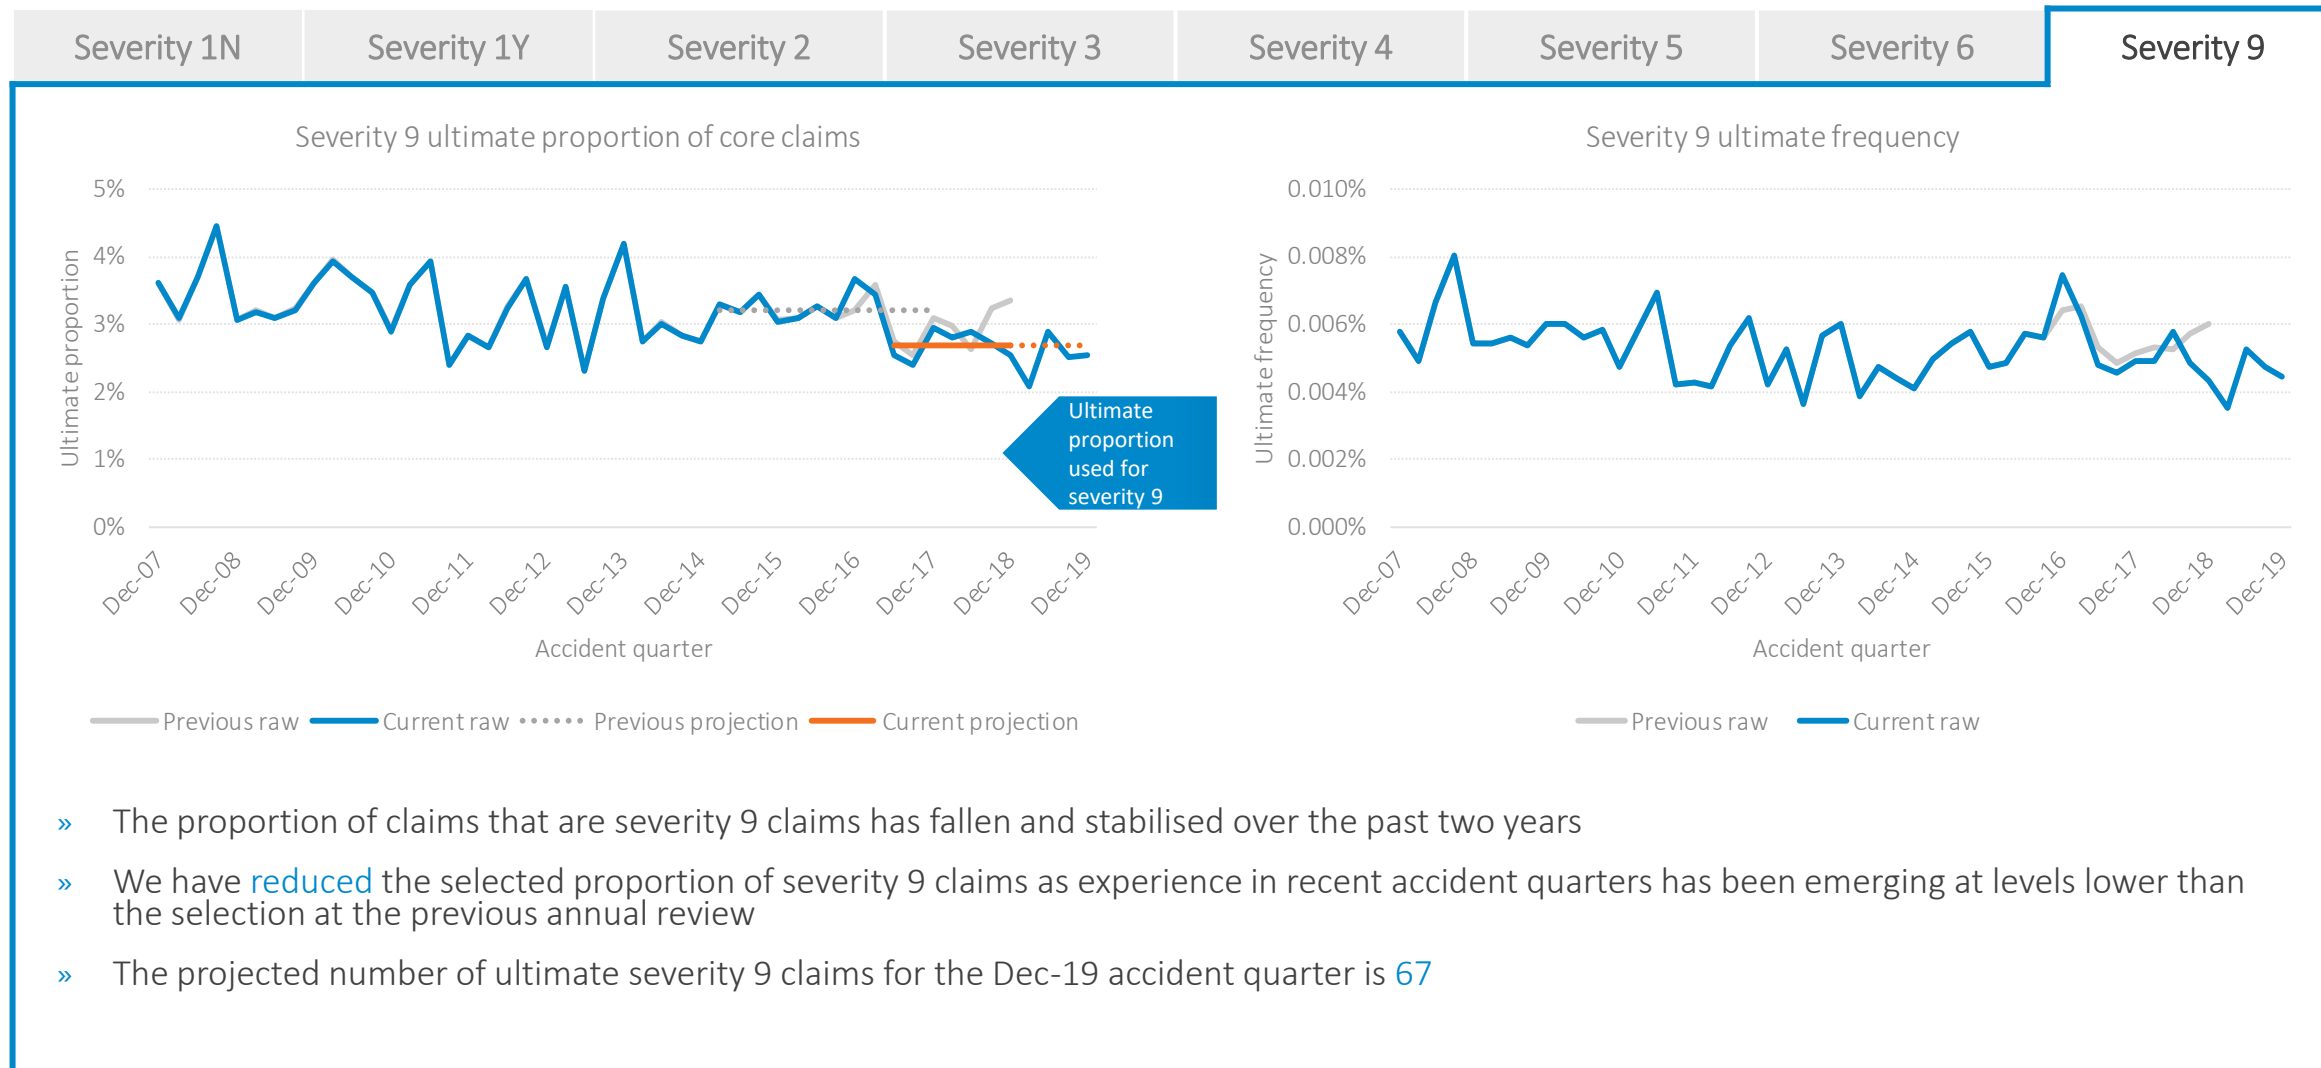 Severity 1N
Severity 1Y
Severity 2
Severity 3
Severity 4
Severity 5
Severity 6
Severity 9
Severity 9 ultimate proportion of core claims
5%
4%
3%
2%
1%
0%
Ultimate proportion
Ultimate
proportion
used for
severity 9
Dec-07
Dec-08
Dec-09
Dec-10
Dec-11
Dec-12
Dec-13
Dec-14
Dec-15
Dec-16
Dec-17
Dec-18
Dec-19
Accident quarter
Previous raw
Current raw
Previous projection
Current projection
Severity 9 ultimate frequency
0.010%
0.008%
0.006%
0.004%
0.002%
0.000%
Ultimate frequency
Dec-07
Dec-08
Dec-09
Dec-10
Dec-11
Dec-12
Dec-13
Dec-14
Dec-15
Dec-16
Dec-17
Dec-18
Dec-19
Accident quarter
Previous raw
Current raw
» The proportion of claims that are severity 9 claims has fallen and stabilised over the past two years
» We have reduced the selected proportion of severity 9 claims as experience in recent accident quarters has been emerging at levels lower than
the selection at the previous annual review
» The projected number of ultimate severity 9 claims for the Dec-19 accident quarter is 67